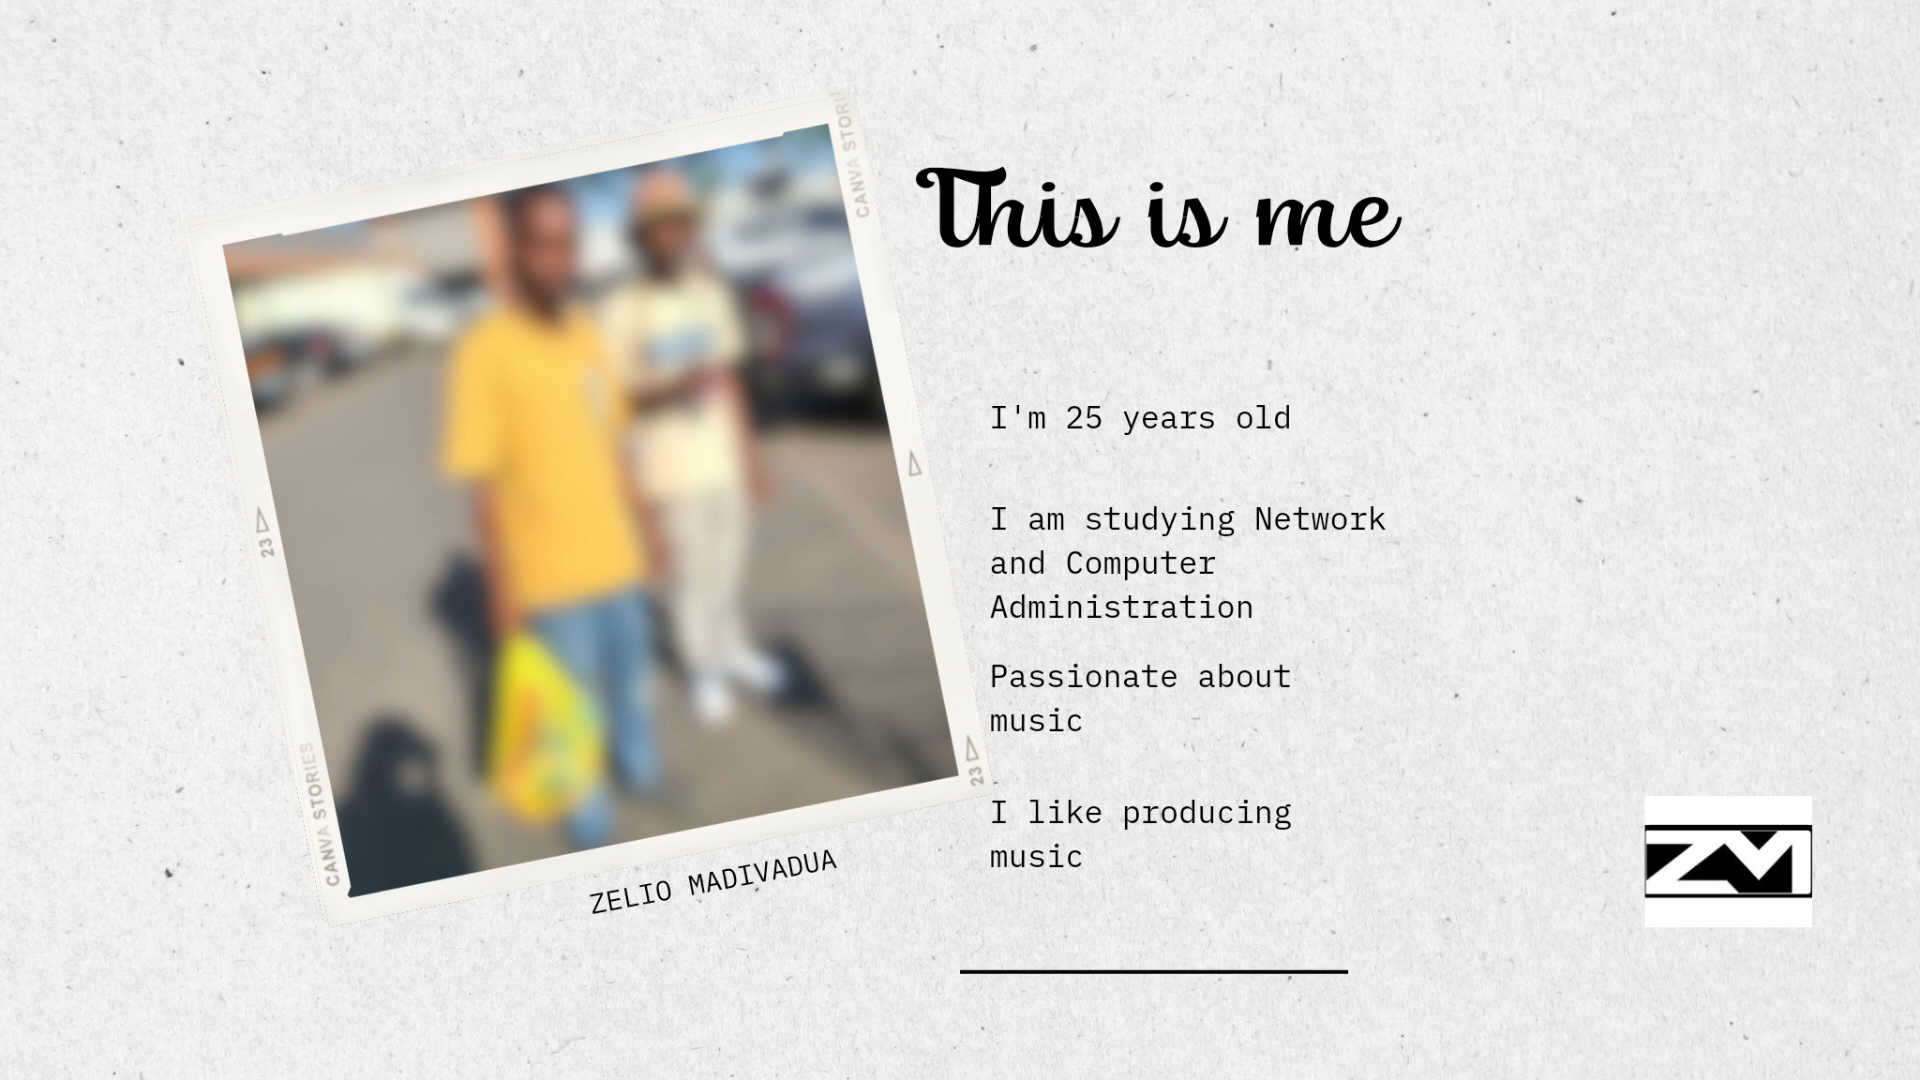 This is me
I'm 25 years old
I am studying Network
and Computer
Administration
Passionate about
music
I like producing
music
ZELIO MADIVADUA
CANVA STORIES
23
CANVA STORI
23
ZM